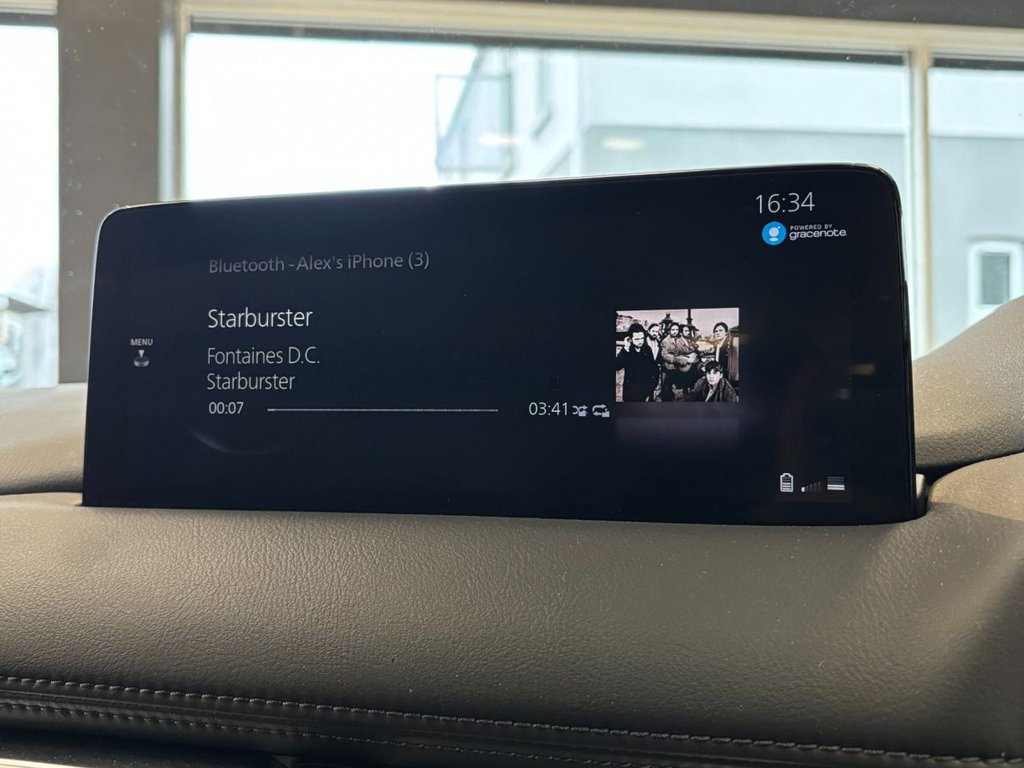 16:34
POWERED BY
gracenote.
Bluetooth - Alex's iPhone (3)
Starburster
MENU
Fontaines D.C.
Starburster
00:07 03:41